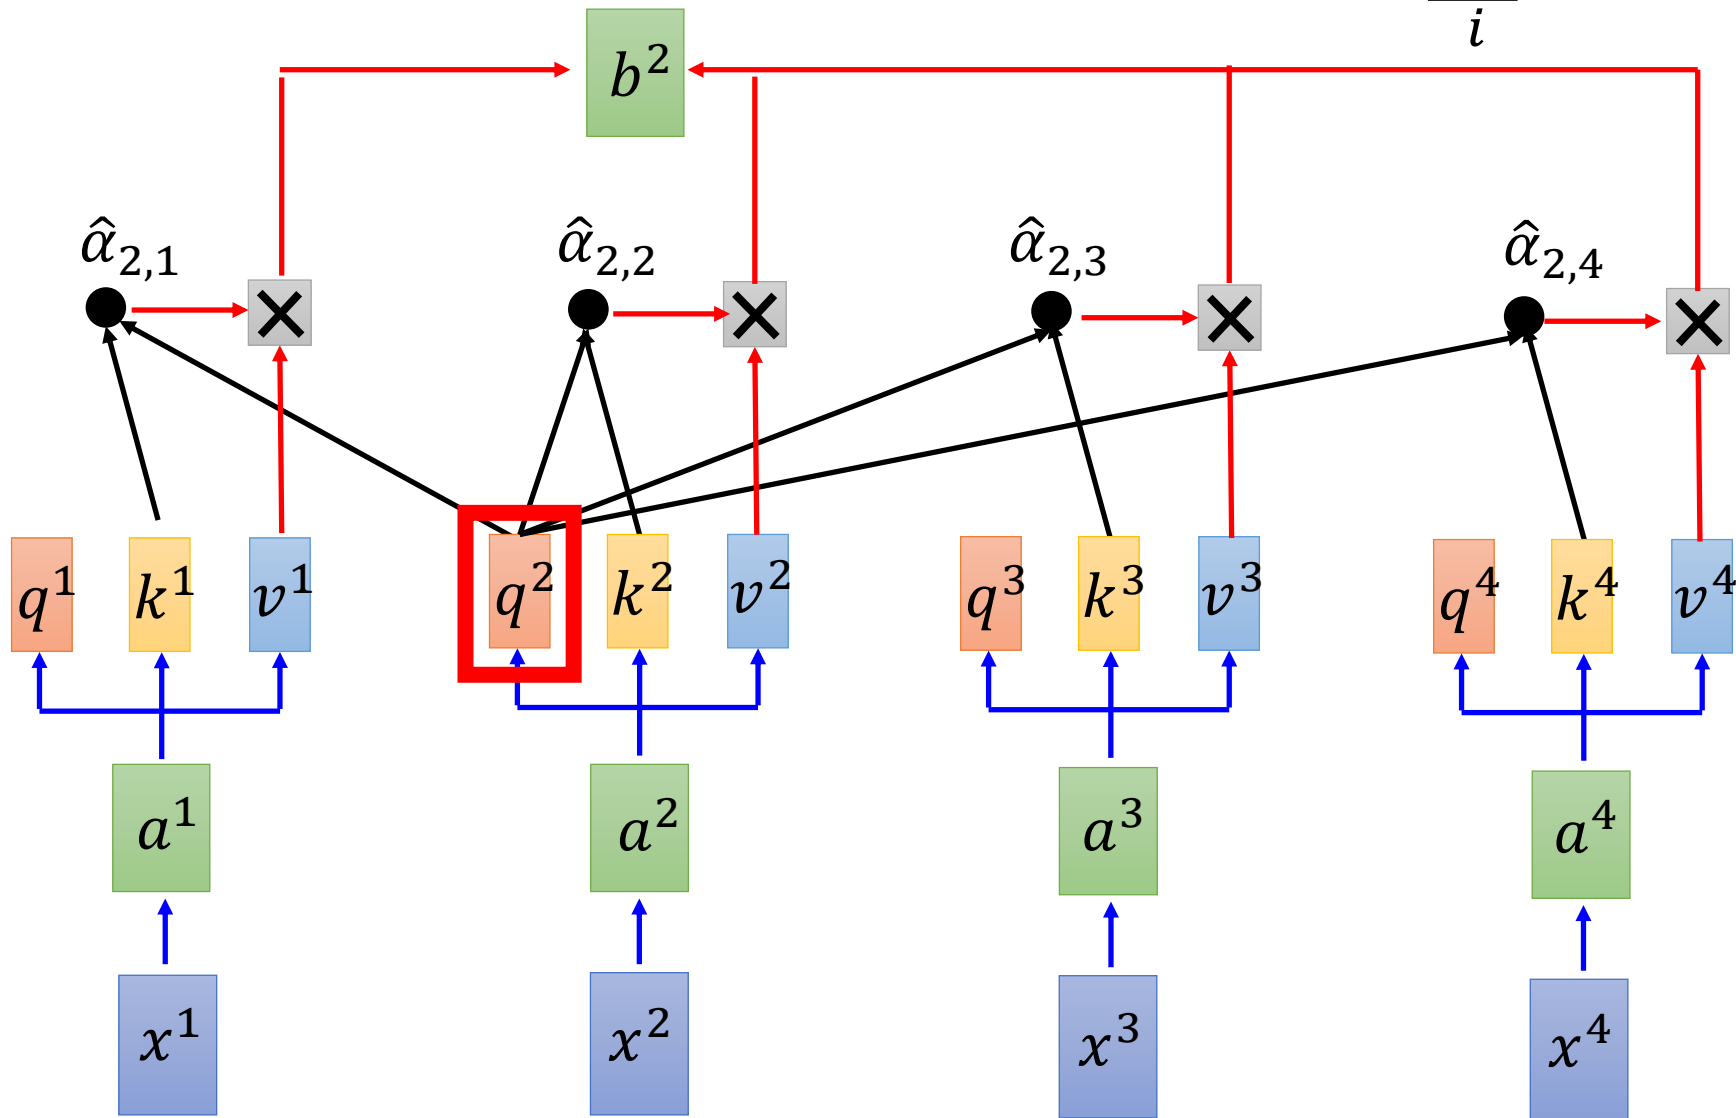 i
b²
α̂₂,₁ α̂₂,₂ α̂₂,₃ α̂₂,₄
q¹ k¹ v¹ q² k² v² q³ k³ v³ q⁴ k⁴ v⁴
a¹ a² a³ a⁴
x¹ x² x³ x⁴